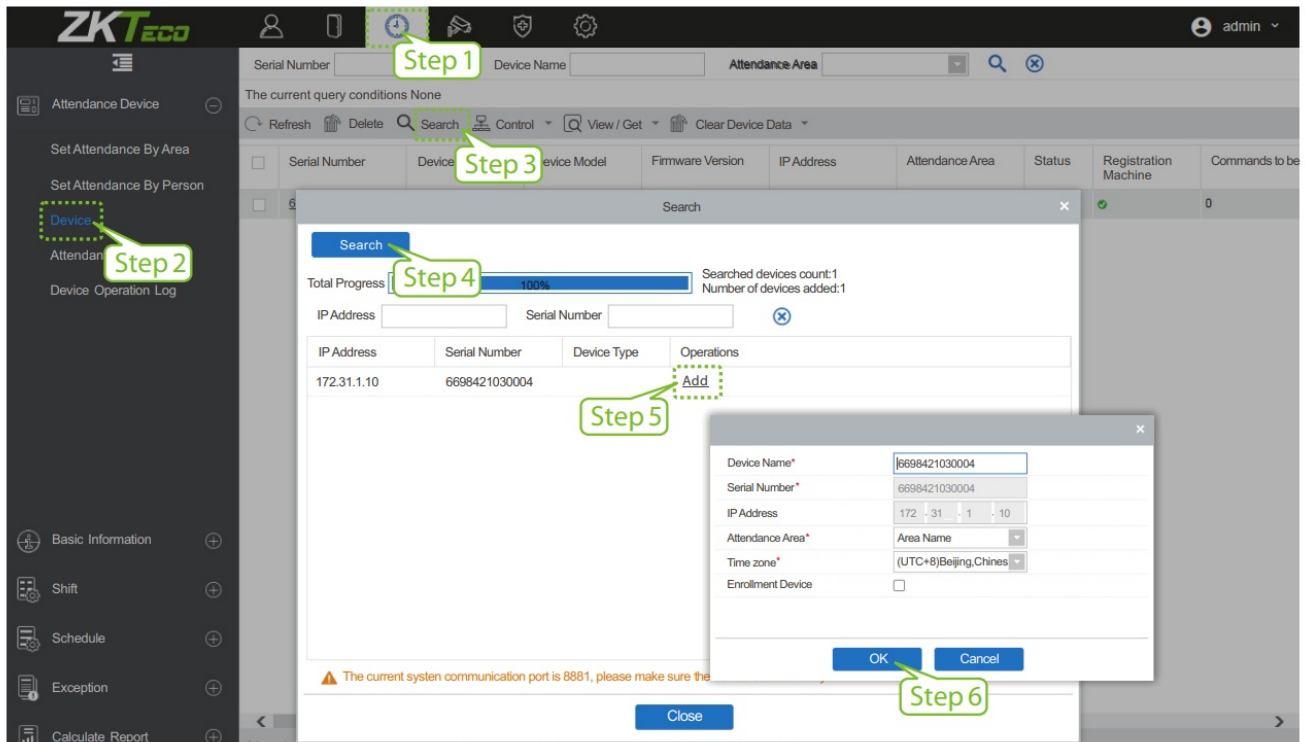 ZKTECO
admin
Step 1
Serial Number
Device Name
Attendance Area
The current query conditions None
Refresh Delete Search Control View / Get Clear Device Data
Step 3
Serial Number Device evice Model Firmware Version IP Address Attendance Area Status Registration Machine Commands to be
6 0
Attendance Device
Set Attendance By Area
Set Attendance By Person
Device
Step 2
Attendan
Device Operation Log
Basic Information
Shift
Schedule
Exception
Calculate Report
Search
Search
Step 4
Total Progress 100%
Searched devices count:1
Number of devices added:1
IP Address Serial Number
IP Address Serial Number Device Type Operations
172.31.1.10 6698421030004 Add
Step 5
Device Name* 6698421030004
Serial Number* 6698421030004
IP Address 172 . 31 . 1 . 10
Attendance Area* Area Name
Time zone* (UTC+8)Beijing,Chines
Enrollment Device
OK Cancel
Step 6
The current systen communication port is 8881, please make sure the
Close